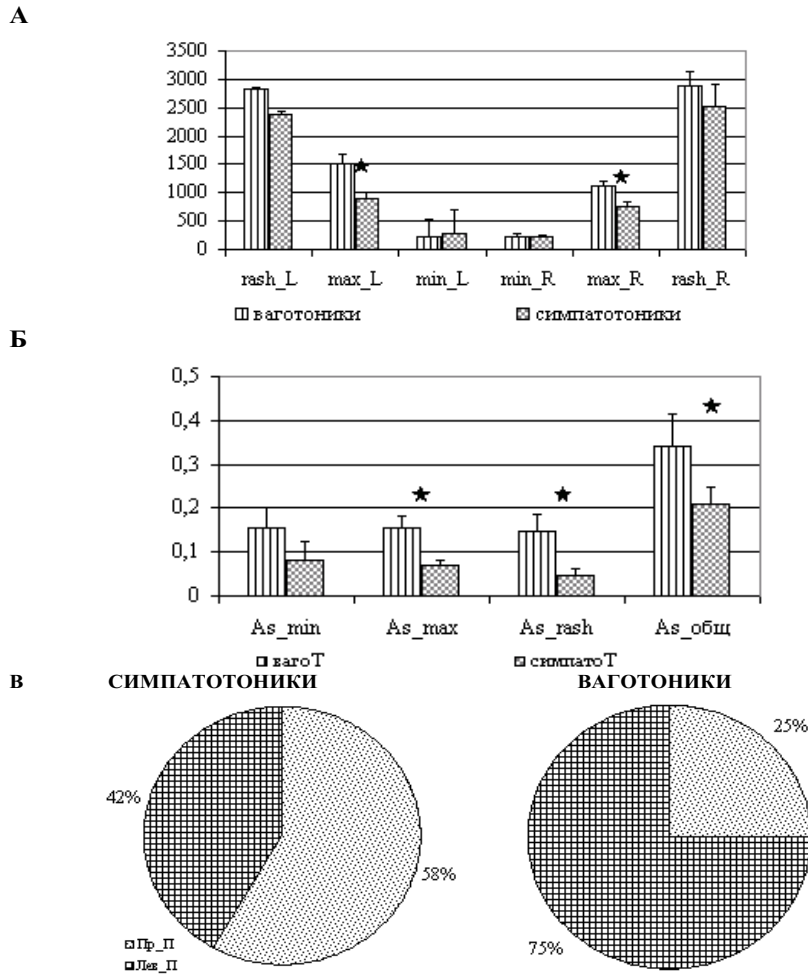 А
3500
3000
2500
2000
1500
1000
500
0
rash_L max_L min_L min_R max_R rash_R
ваготоники симпатотоники
Б
0,5
0,4
0,3
0,2
0,1
0
As_min As_max As_rash As_общ
вагоТ симпатоТ
В СИМПАТОТОНИКИ ВАГОТОНИКИ
25%
42%
58%
75%
Пр_П
Лев_П